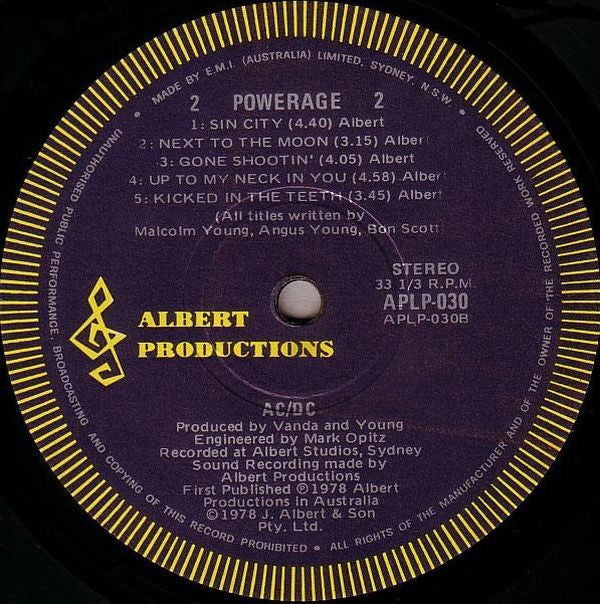 • MADE BY E.M.I. (AUSTRALIA) LIMITED, SYDNEY, N.S.W. •
2 POWERAGE 2
1: SIN CITY (4.40) Albert
2: NEXT TO THE MOON (3.15) Albert
3: GONE SHOOTIN' (4.05) Albert
4: UP TO MY NECK IN YOU (4.58) Albert
5: KICKED IN THE TEETH (3.45) Albert
(All titles written by
Malcolm Young, Angus Young, Bon Scott)
STEREO
33 1/3 R.P.M.
APLP-030
APLP-030B
ALBERT
PRODUCTIONS
AC/DC
Produced by Vanda and Young
Engineered by Mark Opitz
Recorded at Albert Studios, Sydney
Sound Recording made by
Albert Productions
First Published ℗1978 Albert
Productions in Australia
©1978 J. Albert & Son
Pty. Ltd.
UNAUTHORISED PUBLIC PERFORMANCE, BROADCASTING AND COPYING OF THIS RECORD PROHIBITED • ALL RIGHTS OF THE MANUFACTURER AND OF THE OWNER OF THE RECORDED WORK RESERVED